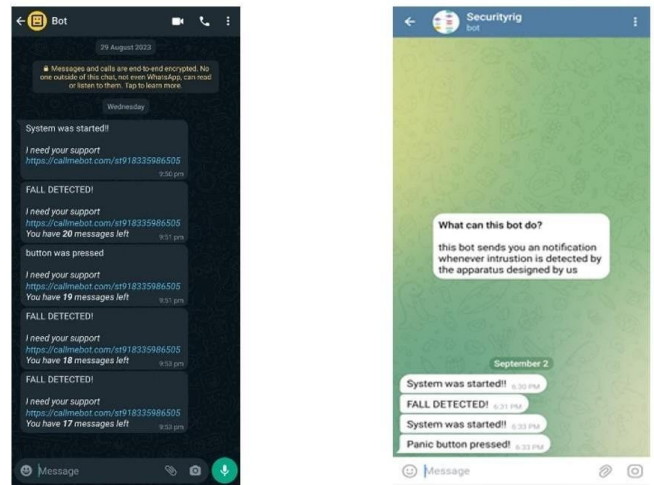 Bot
29 August 2023
Messages and calls are end-to-end encrypted. No
one outside of this chat, not even WhatsApp, can read
or listen to them. Tap to learn more.
Wednesday
System was started!!
I need your support
https://callmebot.com/st918335986505
9:50 pm
FALL DETECTED!
I need your support
https://callmebot.com/st918335986505
You have 20 messages left
9:51 pm
button was pressed
I need your support
https://callmebot.com/st918335986505
You have 19 messages left
9:51 pm
FALL DETECTED!
I need your support
https://callmebot.com/st918335986505
You have 18 messages left
9:53 pm
FALL DETECTED!
I need your support
https://callmebot.com/st918335986505
You have 17 messages left
9:53 pm
Message
Securityrig
bot
What can this bot do?
this bot sends you an notification
whenever intrustion is detected by
the apparatus designed by us
September 2
System was started!! 6:30 PM
FALL DETECTED! 6:31 PM
System was started!! 6:33 PM
Panic button pressed! 6:33 PM
Message